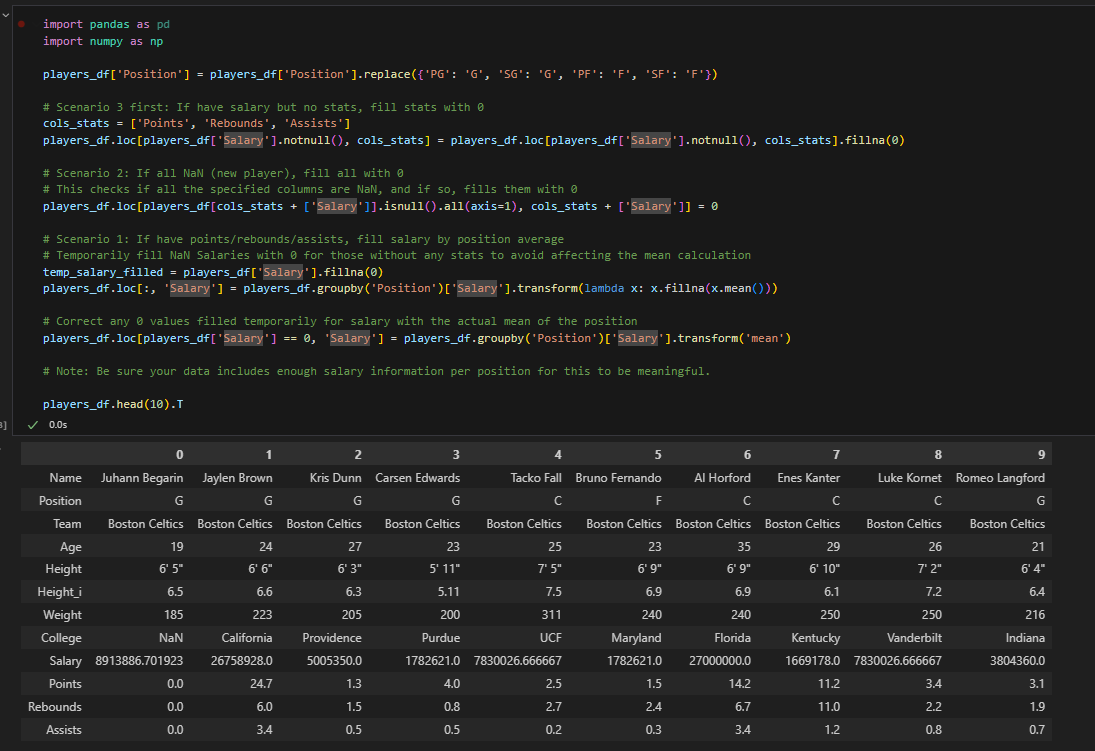 import pandas as pd
import numpy as np
players_df['Position'] = players_df['Position'].replace({'PG': 'G', 'SG': 'G', 'PF': 'F', 'SF': 'F'})
# Scenario 3 first: If have salary but no stats, fill stats with 0
cols_stats = ['Points', 'Rebounds', 'Assists']
players_df.loc[players_df['Salary'].notnull(), cols_stats] = players_df.loc[players_df['Salary'].notnull(), cols_stats].fillna(0)
# Scenario 2: If all NaN (new player), fill all with 0
# This checks if all the specified columns are NaN, and if so, fills them with 0
players_df.loc[players_df[cols_stats + ['Salary']].isnull().all(axis=1), cols_stats + ['Salary']] = 0
# Scenario 1: If have points/rebounds/assists, fill salary by position average
# Temporarily fill NaN Salaries with 0 for those without any stats to avoid affecting the mean calculation
temp_salary_filled = players_df['Salary'].fillna(0)
players_df.loc[:, 'Salary'] = players_df.groupby('Position')['Salary'].transform(lambda x: x.fillna(x.mean()))
# Correct any 0 values filled temporarily for salary with the actual mean of the position
players_df.loc[players_df['Salary'] == 0, 'Salary'] = players_df.groupby('Position')['Salary'].transform('mean')
# Note: Be sure your data includes enough salary information per position for this to be meaningful.
players_df.head(10).T
] 0.0s
0 1 2 3 4 5 6 7 8 9
Name Juhann Begarin Jaylen Brown Kris Dunn Carsen Edwards Tacko Fall Bruno Fernando Al Horford Enes Kanter Luke Kornet Romeo Langford
Position G G G G C F C C C G
Team Boston Celtics Boston Celtics Boston Celtics Boston Celtics Boston Celtics Boston Celtics Boston Celtics Boston Celtics Boston Celtics Boston Celtics
Age 19 24 27 23 25 23 35 29 26 21
Height 6' 5" 6' 6" 6' 3" 5' 11" 7' 5" 6' 9" 6' 9" 6' 10" 7' 2" 6' 4"
Height_i 6.5 6.6 6.3 5.11 7.5 6.9 6.9 6.1 7.2 6.4
Weight 185 223 205 200 311 240 240 250 250 216
College NaN California Providence Purdue UCF Maryland Florida Kentucky Vanderbilt Indiana
Salary 8913886.701923 26758928.0 5005350.0 1782621.0 7830026.666667 1782621.0 27000000.0 1669178.0 7830026.666667 3804360.0
Points 0.0 24.7 1.3 4.0 2.5 1.5 14.2 11.2 3.4 3.1
Rebounds 0.0 6.0 1.5 0.8 2.7 2.4 6.7 11.0 2.2 1.9
Assists 0.0 3.4 0.5 0.5 0.2 0.3 3.4 1.2 0.8 0.7